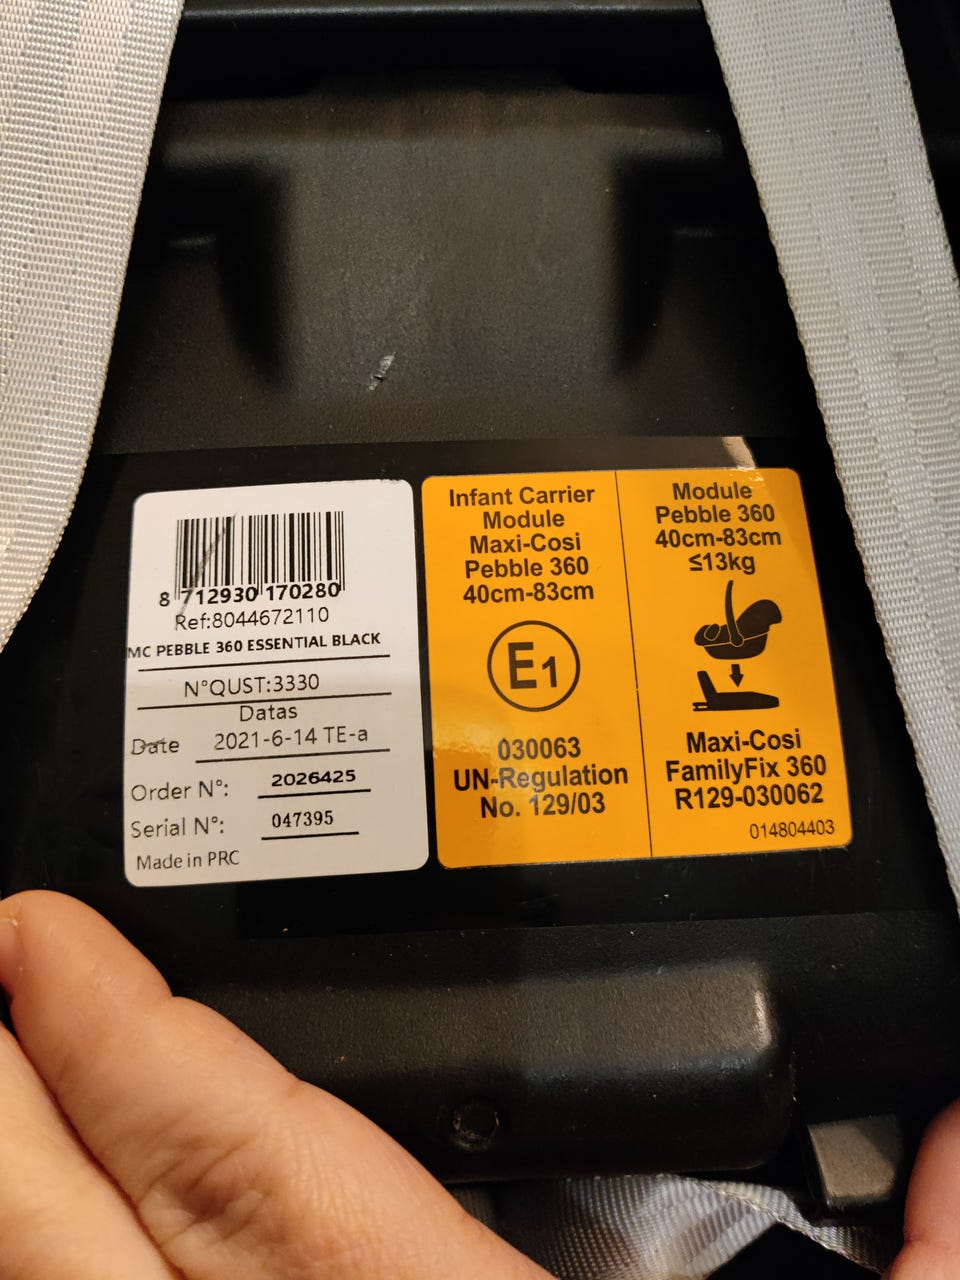 8 712930 170280
Ref:8044672110
MC PEBBLE 360 ESSENTIAL BLACK
N°QUST:3330
Datas
Date 2021-6-14 TE-a
Order N°: 2026425
Serial N°: 047395
Made in PRC
Infant Carrier
Module
Maxi-Cosi
Pebble 360
40cm-83cm
E1
030063
UN-Regulation
No. 129/03
Module
Pebble 360
40cm-83cm
≤13kg
Maxi-Cosi
FamilyFix 360
R129-030062
014804403